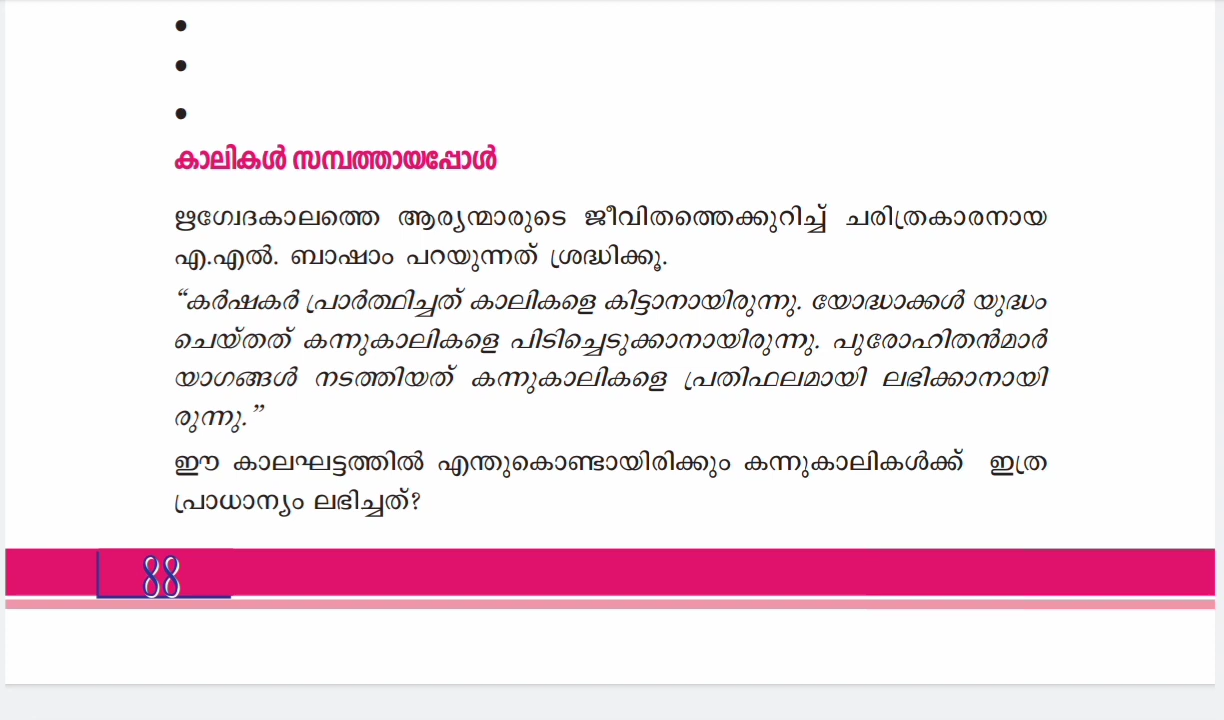 •
•
•
കാലികൾ സമ്പത്തായപ്പോൾ
ഋഗ്വേദകാലത്തെ ആര്യന്മാരുടെ ജീവിതത്തെക്കുറിച്ച് ചരിത്രകാരനായ
എ.എൽ. ബാഷാം പറയുന്നത് ശ്രദ്ധിക്കൂ.
“കർഷകർ പ്രാർത്ഥിച്ചത് കാലികളെ കിട്ടാനായിരുന്നു. യോദ്ധാക്കൾ യുദ്ധം
ചെയ്തത് കന്നുകാലികളെ പിടിച്ചെടുക്കാനായിരുന്നു. പുരോഹിതൻമാർ
യാഗങ്ങൾ നടത്തിയത് കന്നുകാലികളെ പ്രതിഫലമായി ലഭിക്കാനായി
രുന്നു.”
ഈ കാലഘട്ടത്തിൽ എന്തുകൊണ്ടായിരിക്കും കന്നുകാലികൾക്ക് ഇത്ര
പ്രാധാന്യം ലഭിച്ചത്?
88